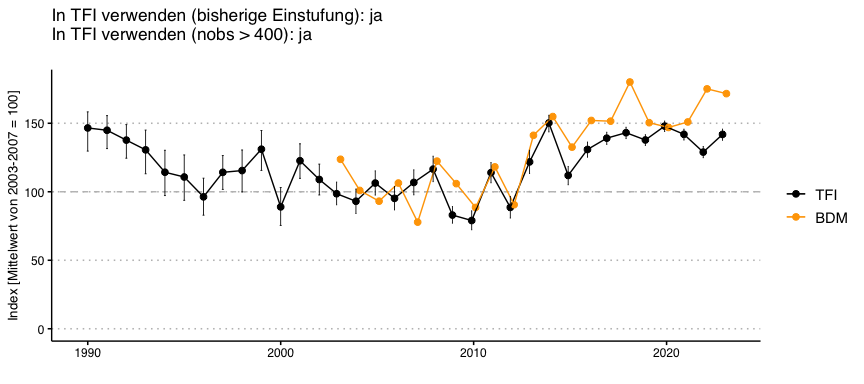 In TFI verwenden (bisherige Einstufung): ja
In TFI verwenden (nobs > 400): ja
Index [Mittelwert von 2003-2007 = 100]
150
100
50
0
1990
2000
2010
2020
TFI
BDM